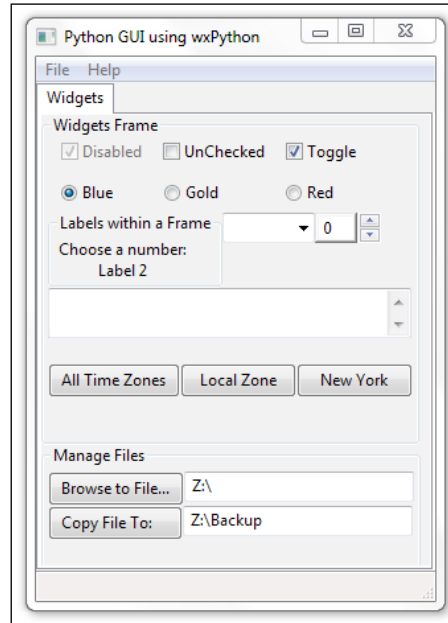 Python GUI using wxPython
File Help
Widgets
Widgets Frame
Disabled UnChecked Toggle
Blue Gold Red
Labels within a Frame
0
Choose a number:
Label 2
All Time Zones Local Zone New York
Manage Files
Browse to File... Z:\
Copy File To: Z:\Backup